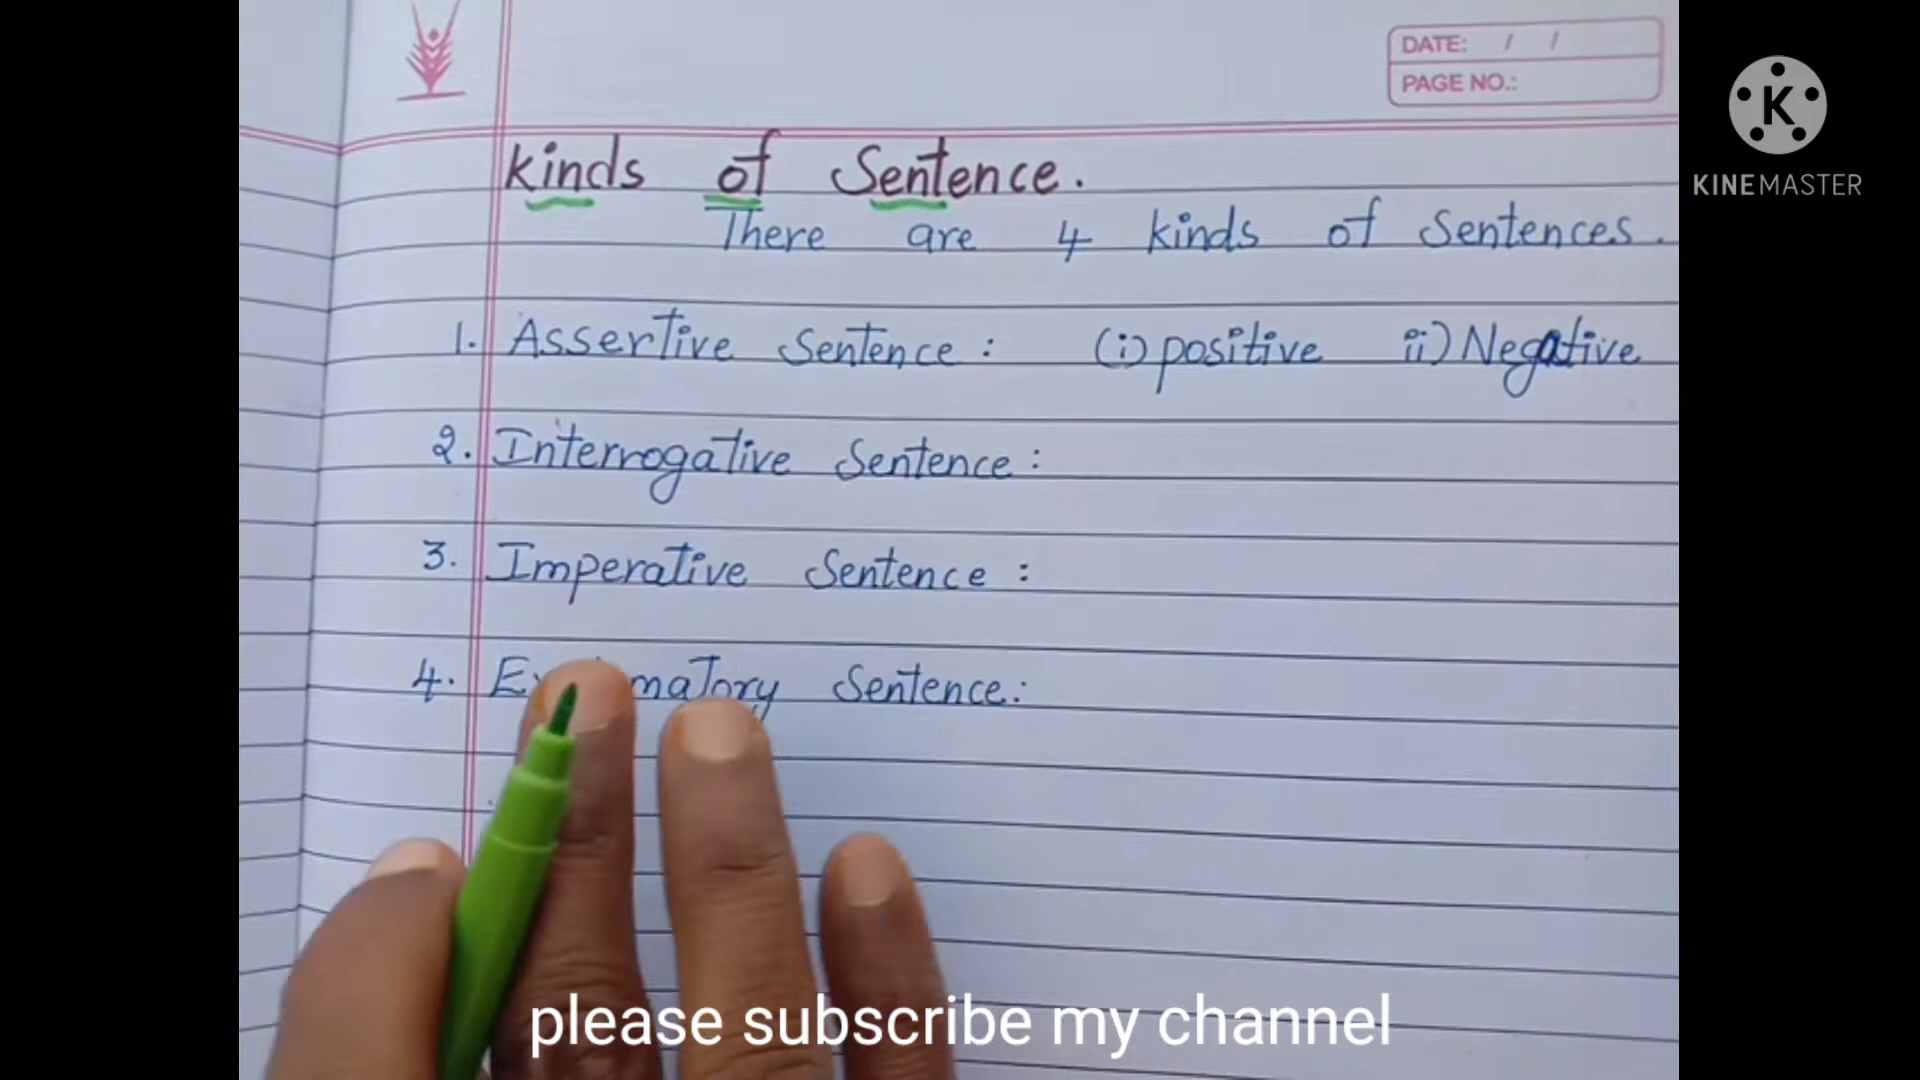 DATE: / /
PAGE NO.:
K
KINEMASTER
kinds of Sentence.
There are 4 kinds of Sentences.
1. Assertive Sentence: (i) positive ii) Negative
2. Interrogative Sentence:
3. Imperative Sentence:
4. Sentence:
please subscribe my channel